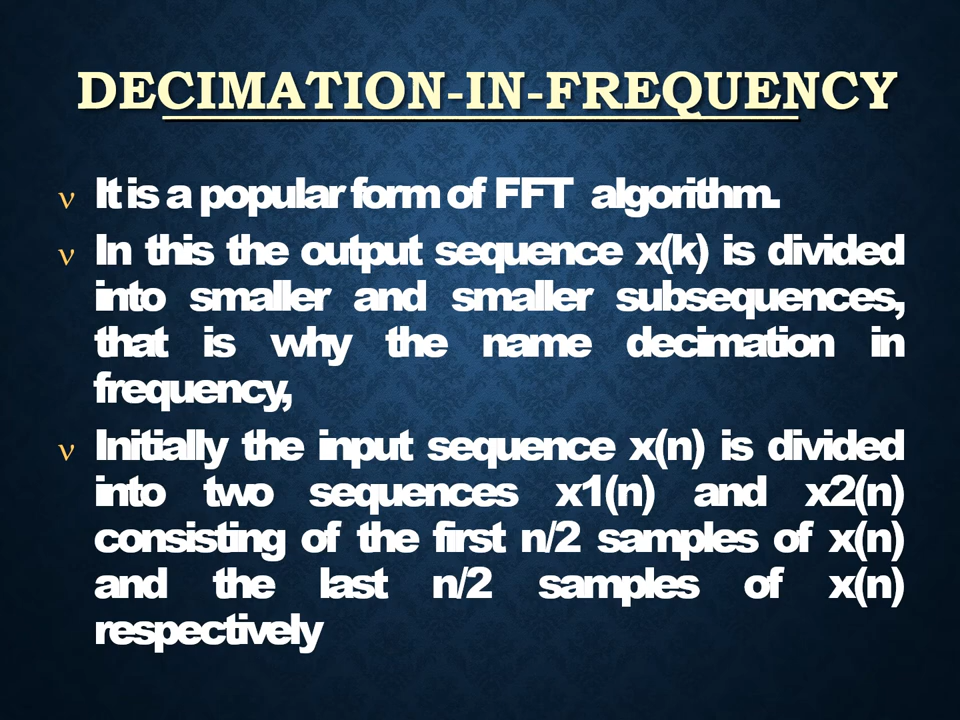 DECIMATION-IN-FREQUENCY
ν It is a popular form of FFT algorithm.
ν In this the output sequence x(k) is divided
into smaller and smaller subsequences,
that is why the name decimation in
frequency,
ν Initially the input sequence x(n) is divided
into two sequences x1(n) and x2(n)
consisting of the first n/2 samples of x(n)
and the last n/2 samples of x(n)
respectively